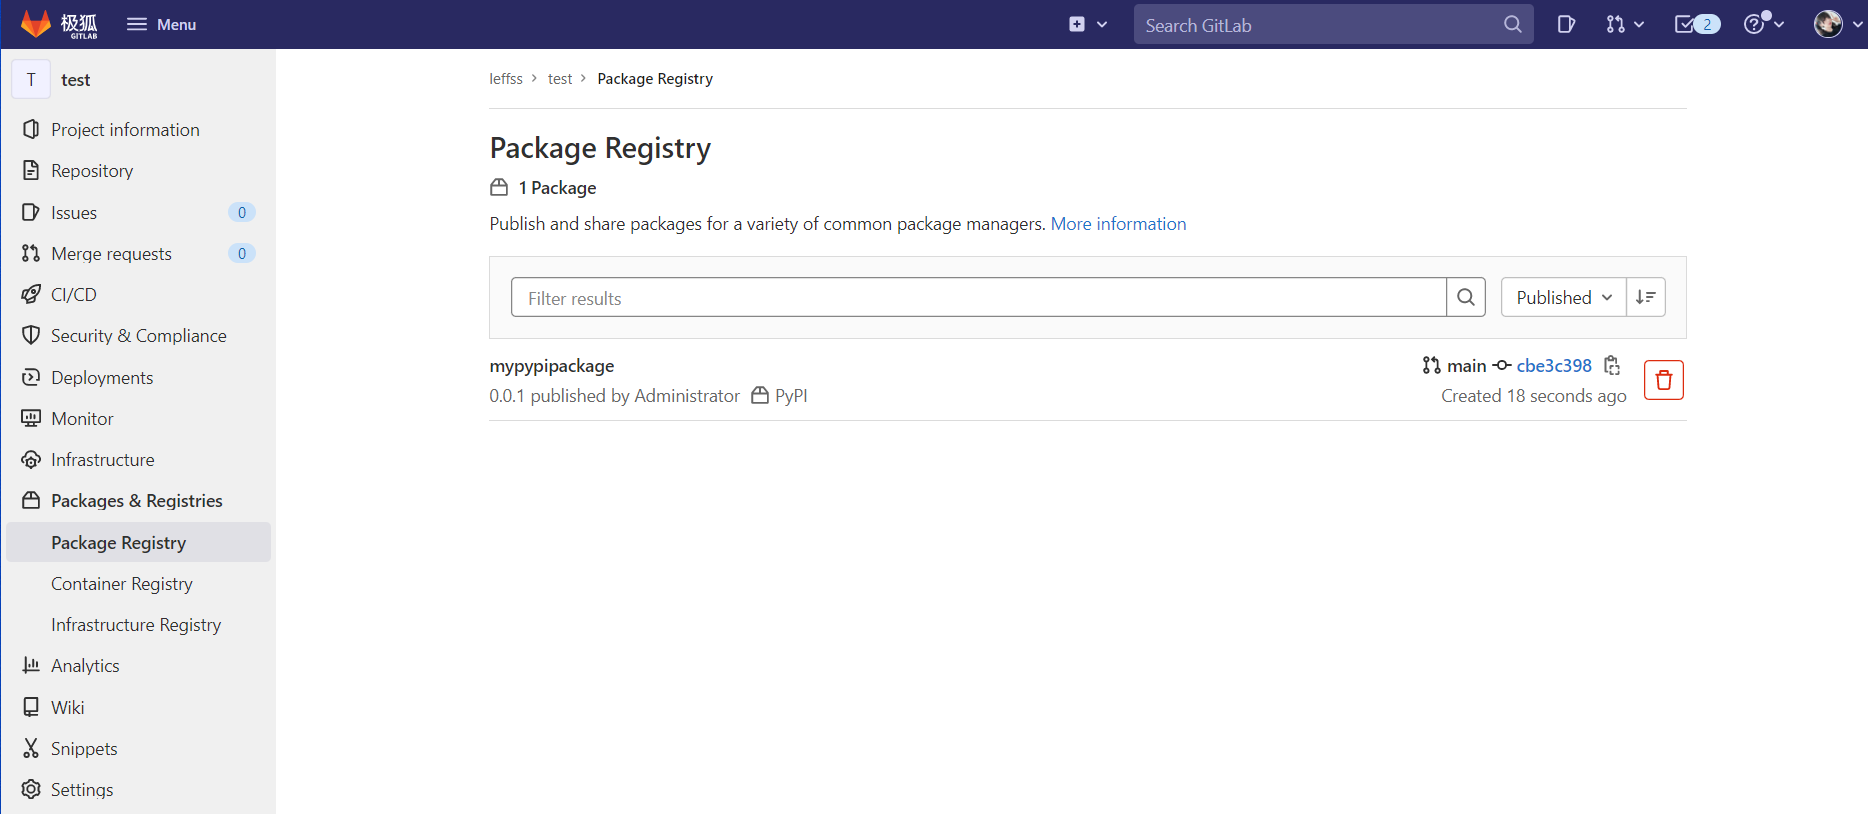 极狐
GITLAB
Menu
Search GitLab
2
T
test
Project information
Repository
Issues 0
Merge requests 0
CI/CD
Security & Compliance
Deployments
Monitor
Infrastructure
Packages & Registries
Package Registry
Container Registry
Infrastructure Registry
Analytics
Wiki
Snippets
Settings
leffss > test > Package Registry
Package Registry
1 Package
Publish and share packages for a variety of common package managers. More information
Filter results
Published
mypypipackage
main cbe3c398
0.0.1 published by Administrator PyPI
Created 18 seconds ago